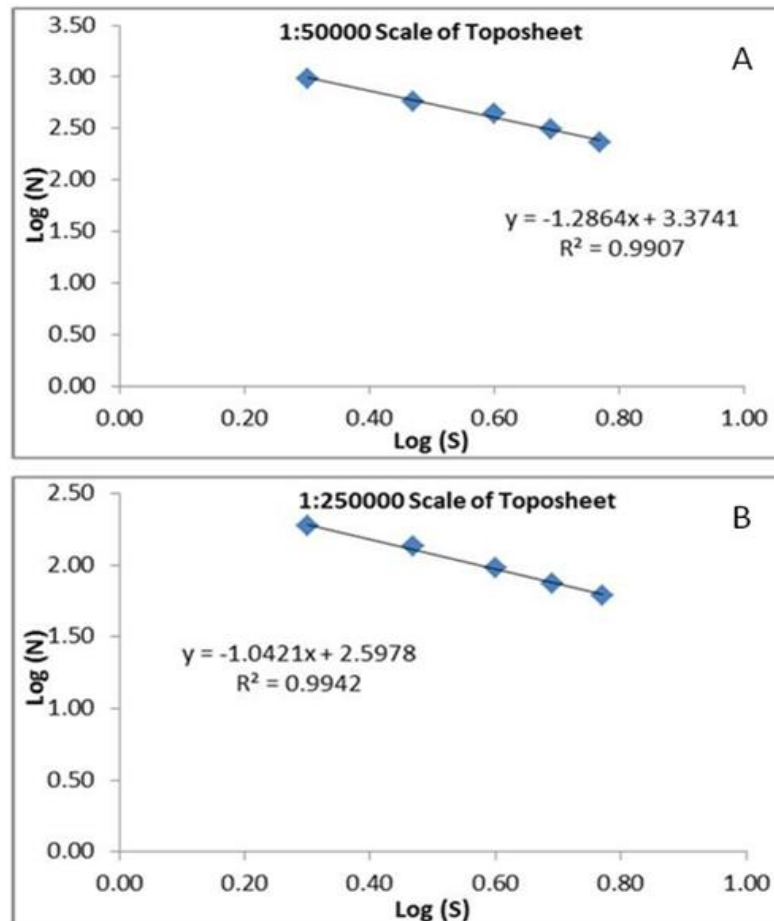 1:50000 Scale of Toposheet
A
3.50
3.00
2.50
2.00
1.50
1.00
0.50
0.00
Log (N)
y = -1.2864x + 3.3741
R² = 0.9907
0.00 0.20 0.40 0.60 0.80 1.00
Log (S)
1:250000 Scale of Toposheet
B
2.50
2.00
1.50
1.00
0.50
0.00
Log (N)
y = -1.0421x + 2.5978
R² = 0.9942
0.00 0.20 0.40 0.60 0.80 1.00
Log (S)